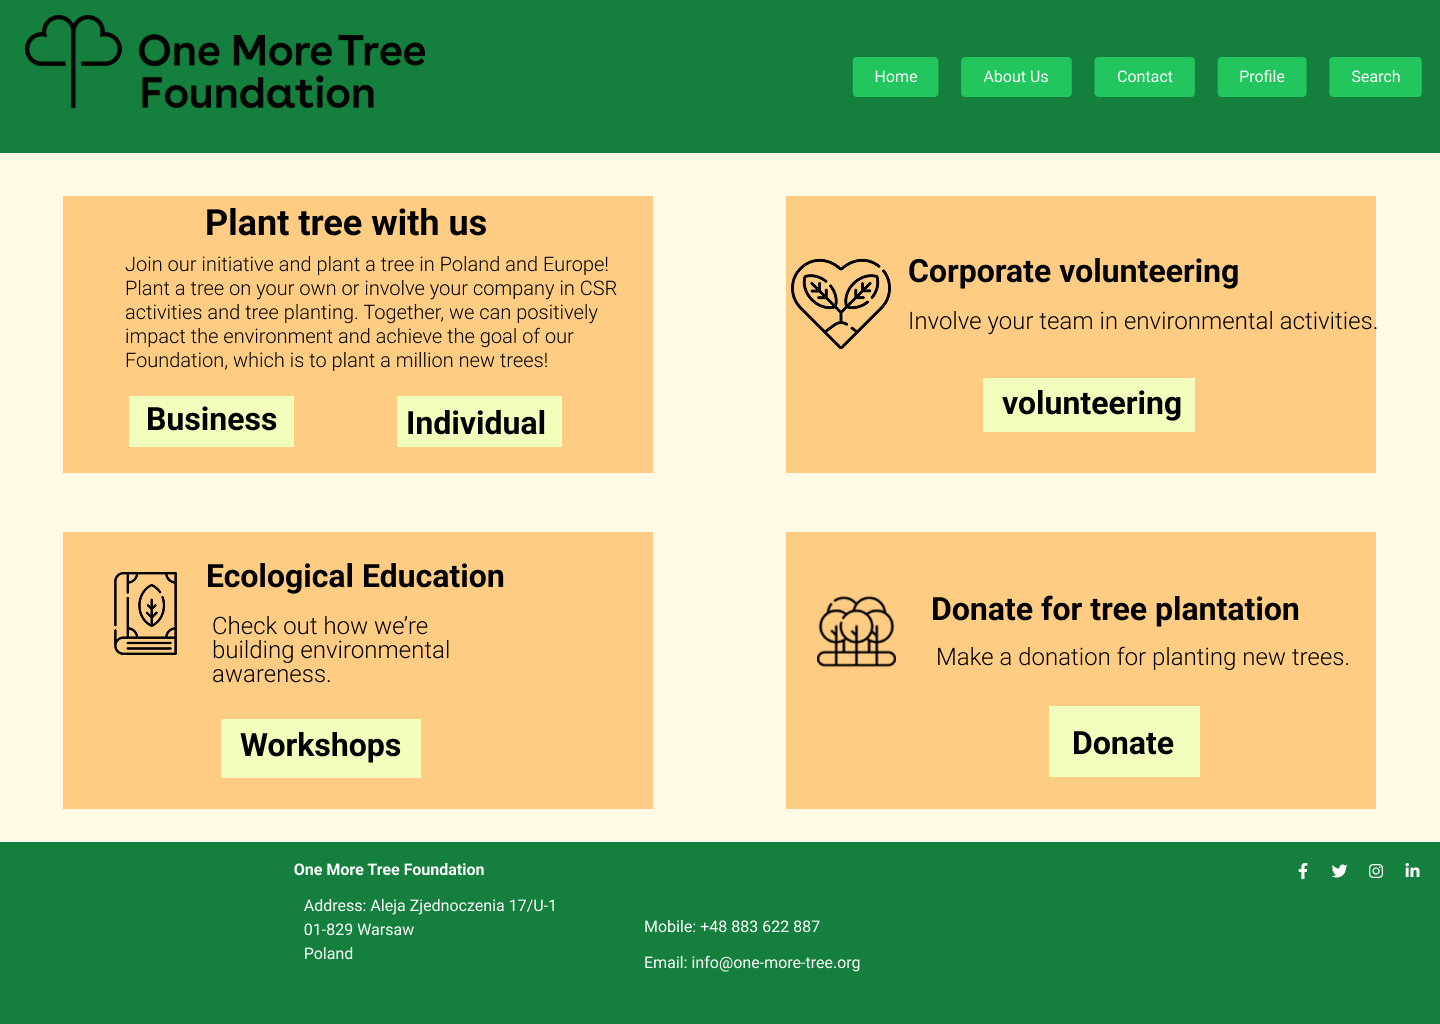 One More Tree
Foundation
Home
About Us
Contact
Profile
Search
Plant tree with us
Join our initiative and plant a tree in Poland and Europe!
Plant a tree on your own or involve your company in CSR
activities and tree planting. Together, we can positively
impact the environment and achieve the goal of our
Foundation, which is to plant a million new trees!
Business
Individual
Corporate volunteering
Involve your team in environmental activities.
volunteering
Ecological Education
Check out how we’re
building environmental
awareness.
Workshops
Donate for tree plantation
Make a donation for planting new trees.
Donate
One More Tree Foundation
Address: Aleja Zjednoczenia 17/U-1
01-829 Warsaw
Poland
Mobile: +48 883 622 887
Email: info@one-more-tree.org